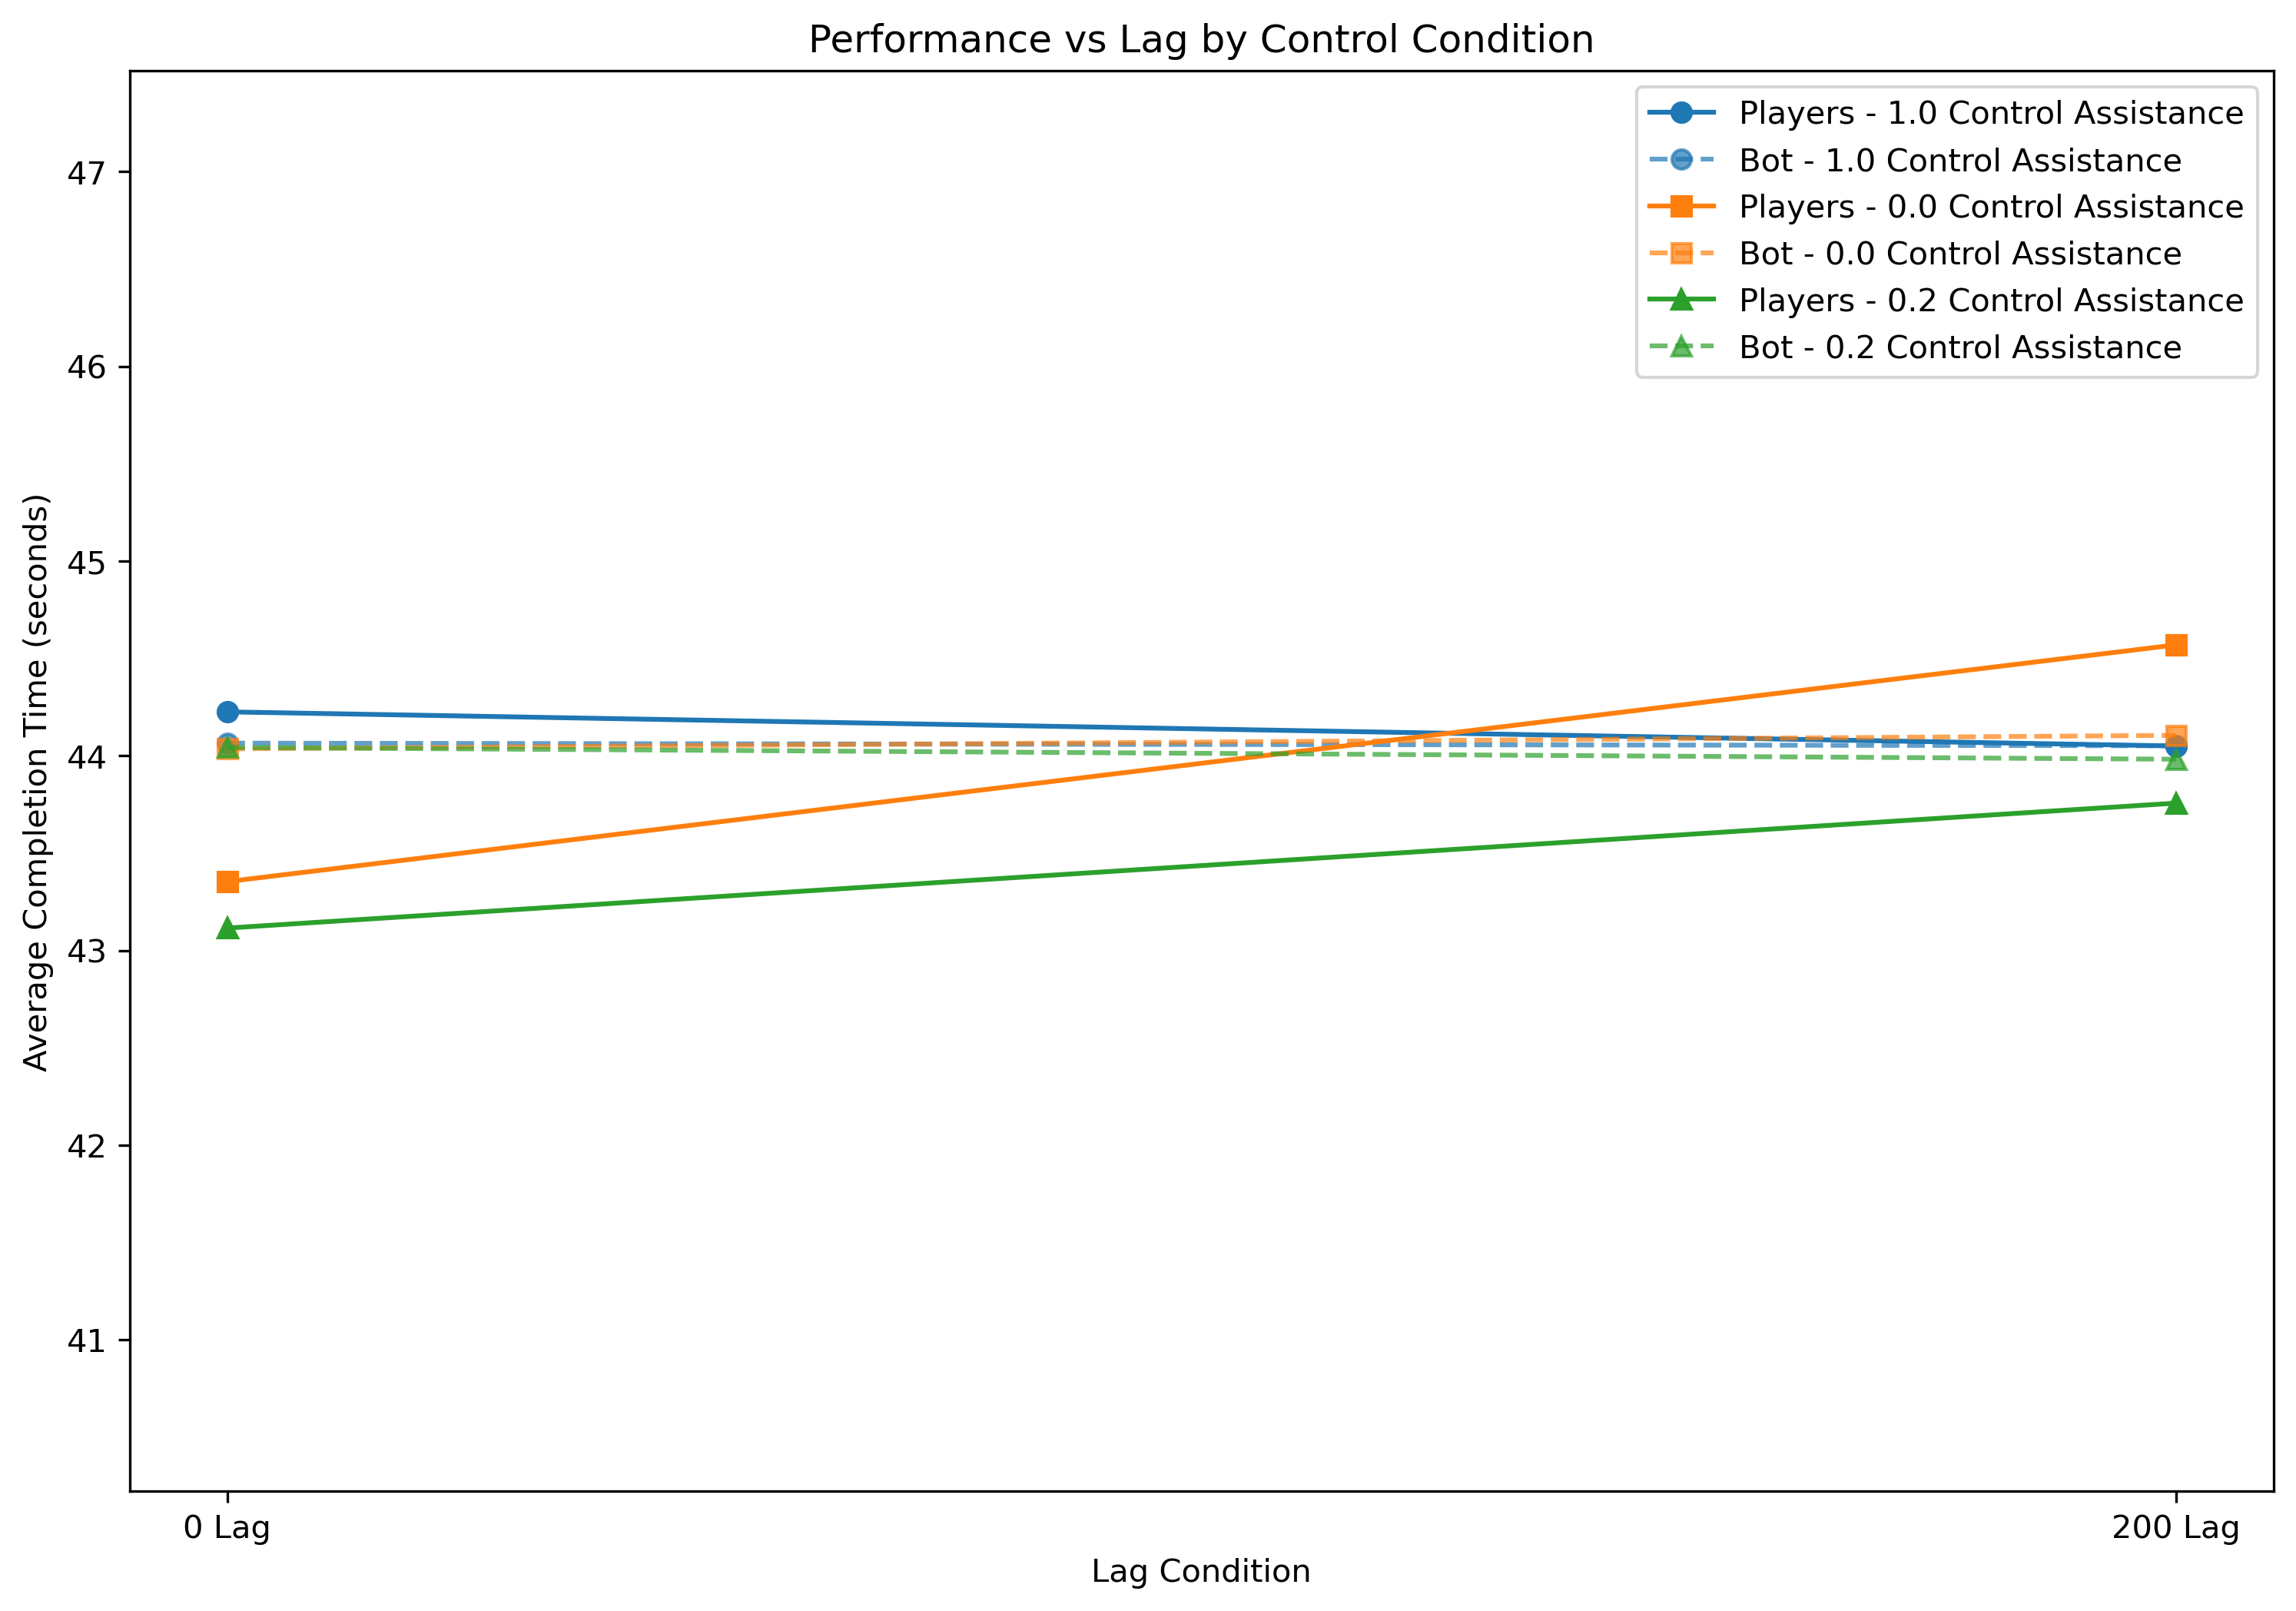 Performance vs Lag by Control Condition
Players - 1.0 Control Assistance
Bot - 1.0 Control Assistance
Players - 0.0 Control Assistance
Bot - 0.0 Control Assistance
Players - 0.2 Control Assistance
Bot - 0.2 Control Assistance
Average Completion Time (seconds)
47
46
45
44
43
42
41
0 Lag
200 Lag
Lag Condition